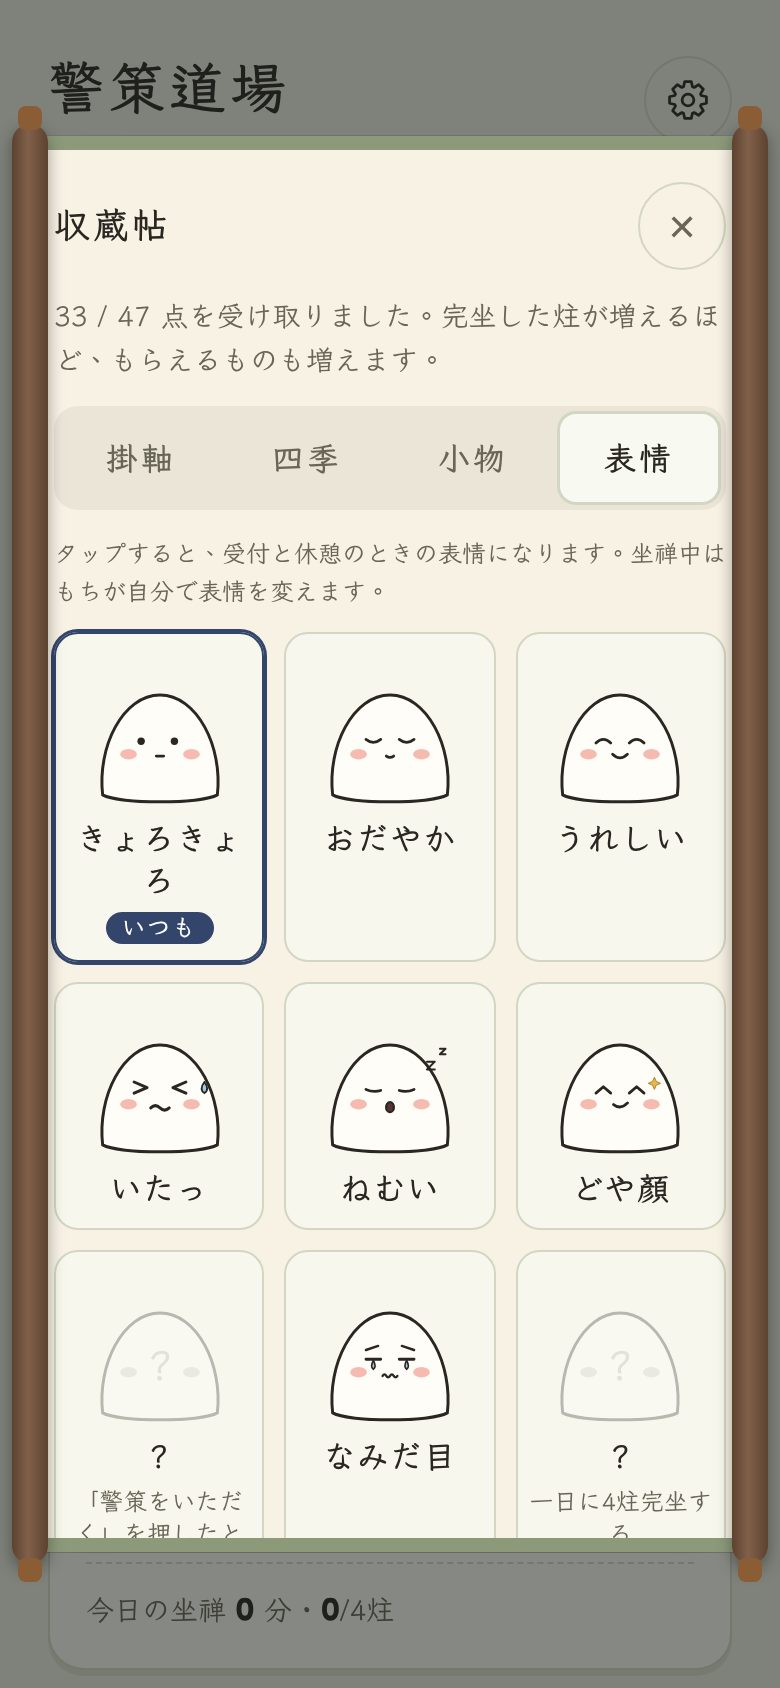 警策道場
収蔵帖
33 / 47 点を受け取りました。完坐した炷が増えるほ
ど、もらえるものも増えます。
掛軸 四季 小物 表情
タップすると、受付と休憩のときの表情になります。坐禅中は
もちが自分で表情を変えます。
きょろきょ
ろ
いつも
おだやか
うれしい
z
z
いたっ
ねむい
どや顔
?
?
?
「警策をいただ
く」を押したと
なみだ目
?
一日に4炷完坐す
る
今日の坐禅 0 分・0/4炷